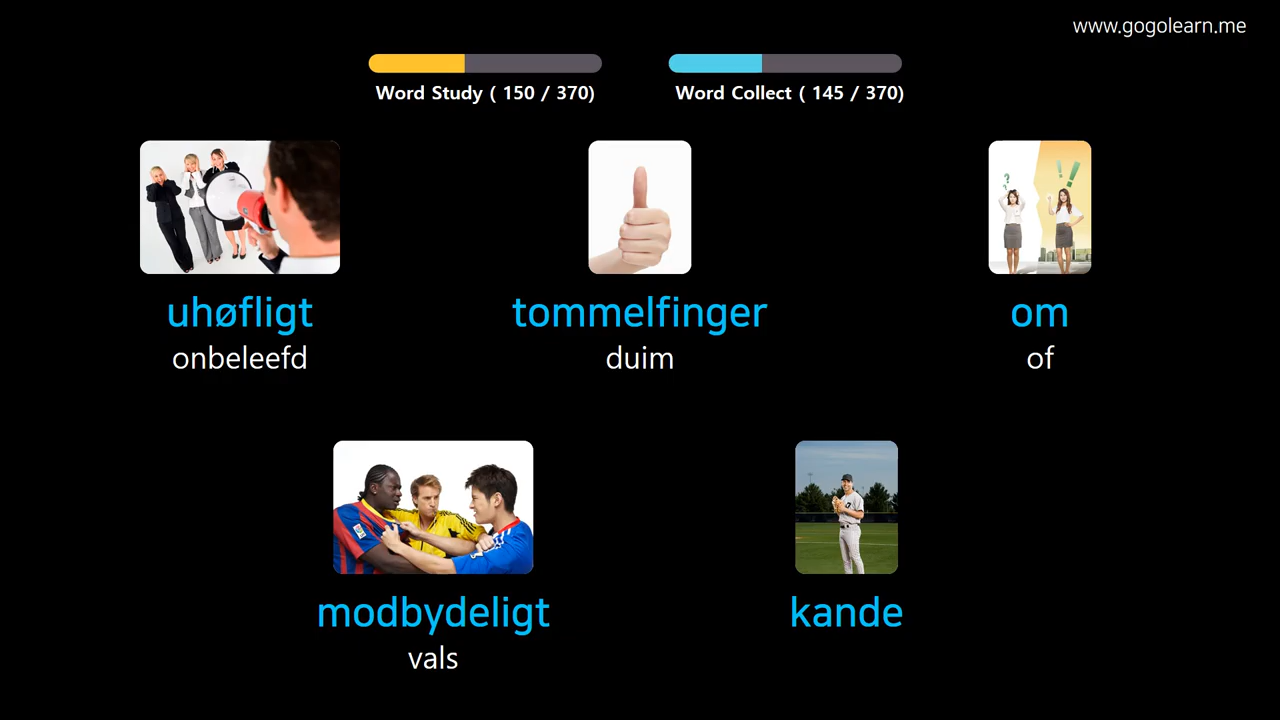 www.gogolearn.me
Word Study ( 150 / 370)
Word Collect ( 145 / 370)
uhøfligt
onbeleefd
tommelfinger
duim
om
of
modbydeligt
vals
kande